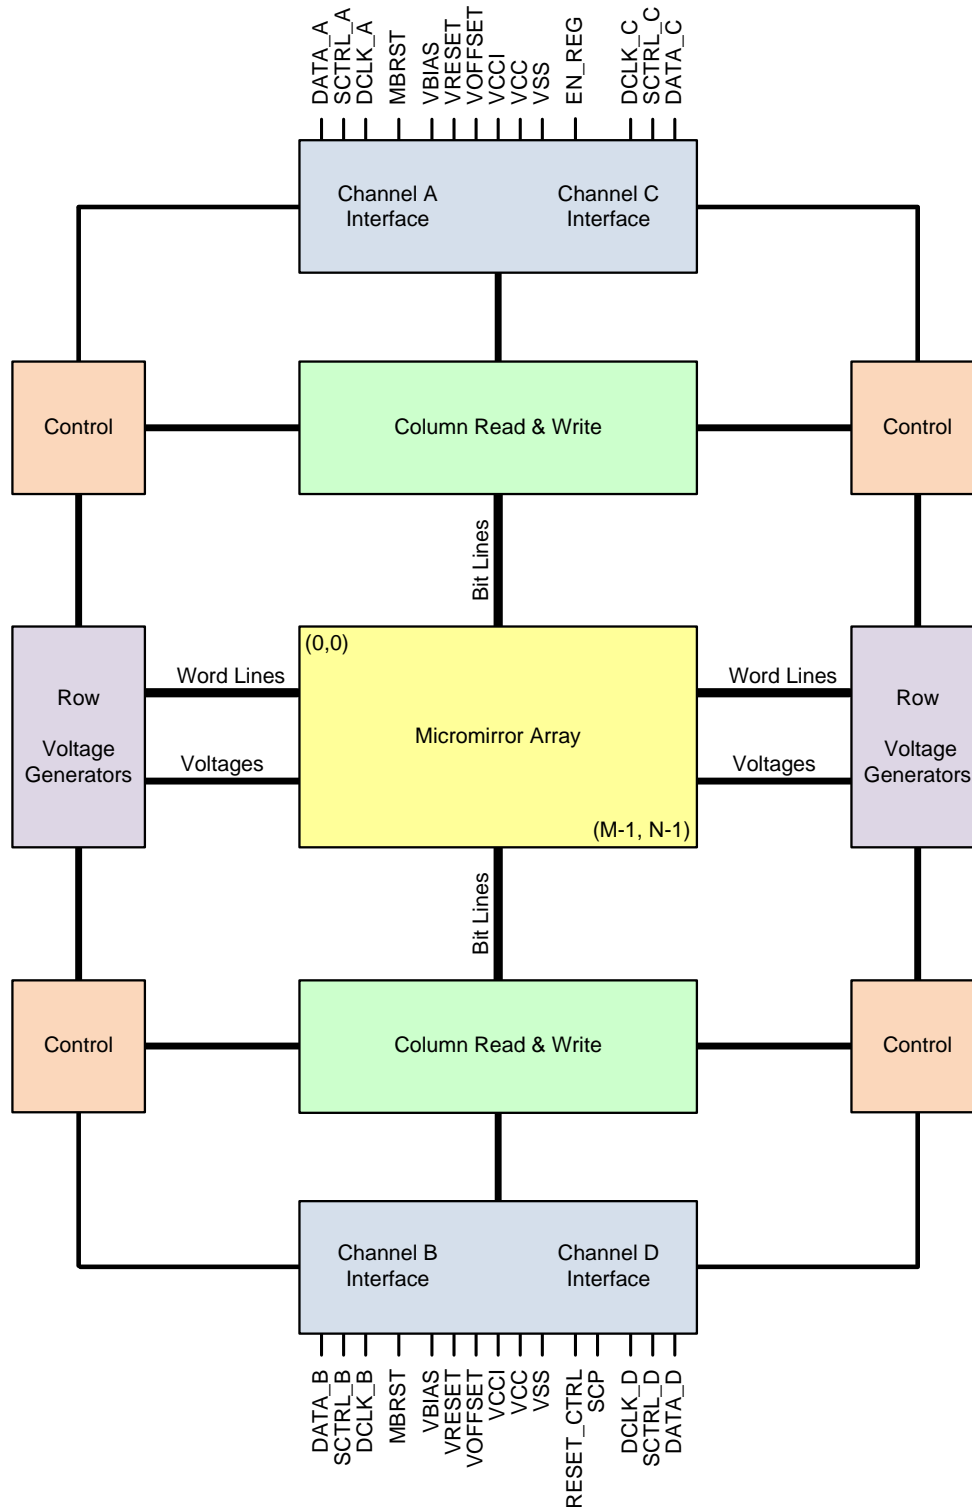 DATA_A
SCTRL_A
DCLK_A
MBRST
VBIAS
VRESET
VOFFSET
VCCI
VCC
VSS
EN_REG
DCLK_C
SCTRL_C
DATA_C
Channel A
Interface
Channel C
Interface
Control
Column Read & Write
Control
Bit Lines
(0,0)
Word Lines
Word Lines
Row
Voltage
Generators
Micromirror Array
Row
Voltage
Generators
Voltages
Voltages
(M-1, N-1)
Bit Lines
Control
Column Read & Write
Control
Channel B
Interface
Channel D
Interface
DATA_B
SCTRL_B
DCLK_B
MBRST
VBIAS
VRESET
VOFFSET
VCCI
VCC
VSS
RESET_CTRL
SCP
DCLK_D
SCTRL_D
DATA_D